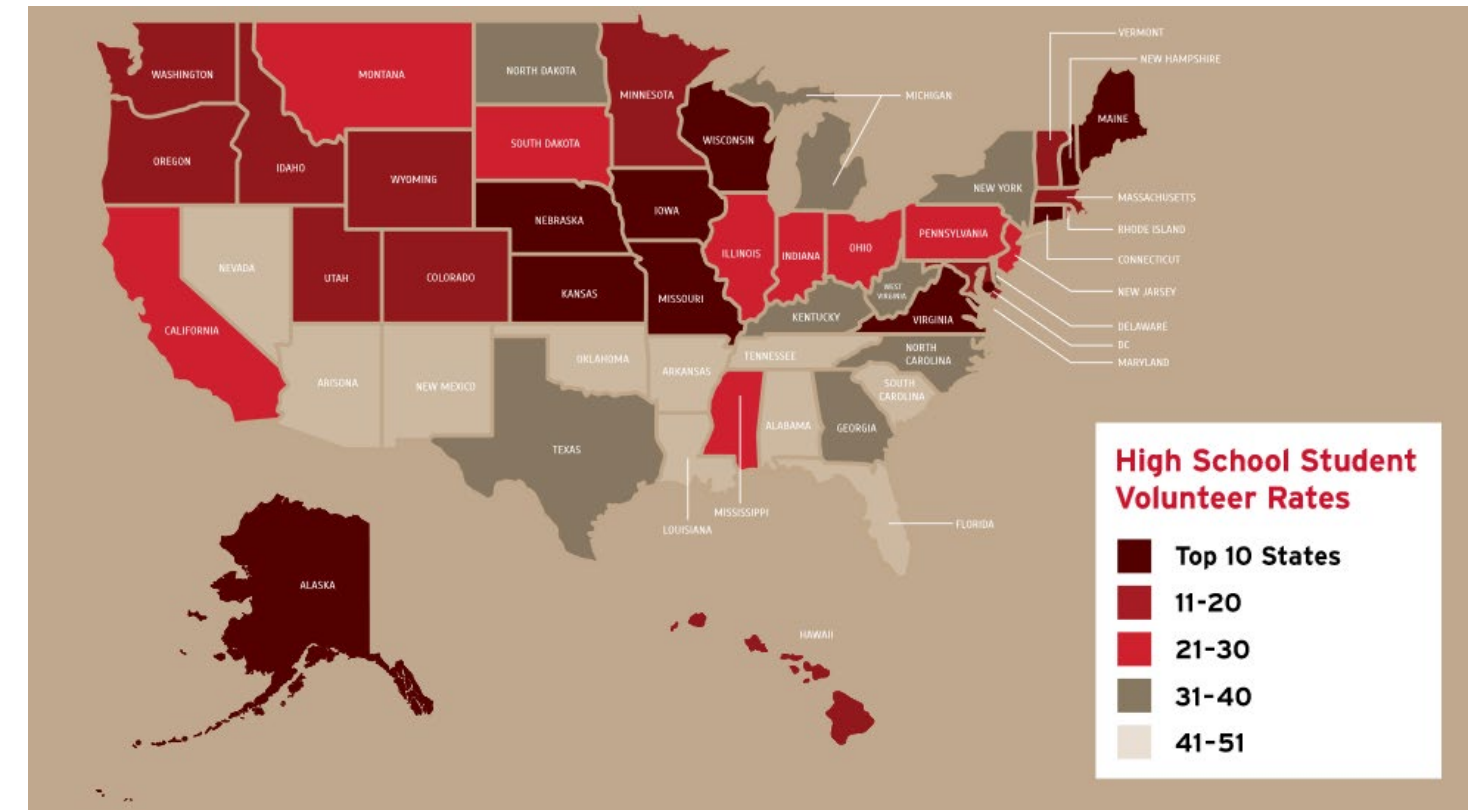 VERMONT
NEW HAMPSHIRE
WASHINGTON
MONTANA
NORTH DAKOTA
MINNESOTA
MICHIGAN
MAINE
WISCONSIN
SOUTH DAKOTA
OREGON
IDAHO
WYOMING
NEW YORK
MASSACHUSETTS
IOWA
NEBRASKA
RHODE ISLAND
PENNSYLVANIA
OHIO
ILLINOIS
INDIANA
CONNECTICUT
NEVADA
UTAH
COLORADO
KANSAS
MISSOURI
WEST
VIRGINIA
NEW JARSEY
KENTUCKY
VIRGINIA
DELAWARE
CALIFORNIA
DC
NORTH
CAROLINA
TENNESSEE
OKLAHOMA
MARYLAND
ARKANSAS
ARISONA
NEW MEXICO
SOUTH
CAROLINA
ALABAMA
GEORGIA
TEXAS
MISSISSIPPI
LOUISIANA
FLORIDA
ALASKA
HAWAII
High School Student
Volunteer Rates
Top 10 States
11-20
21-30
31-40
41-51